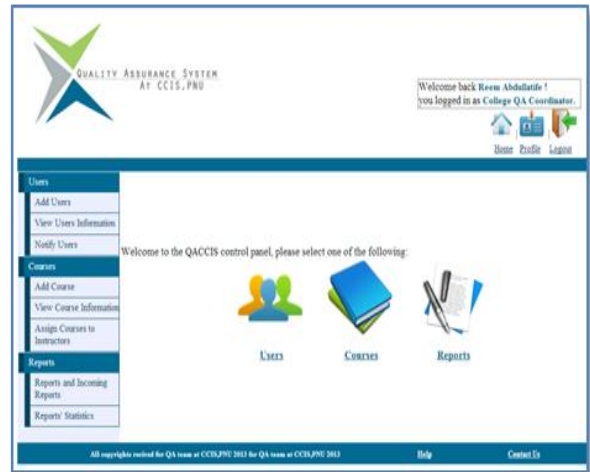 QUALITY ASSURANCE SYSTEM
AT CCIS,PNU
Welcome back Reem Abdullatife !
you logged in as College QA Coordinator.
Home Profile Logout
Users
Add Users
View Users Information
Notify Users
Courses
Add Course
View Course Information
Assign Courses to
Instructors
Reports
Reports and Incoming
Reports
Reports' Statistics
Welcome to the QACCIS control panel, please select one of the following:
Users Courses Reports
All copyrights recived for QA team at CCIS,PNU 2013 for QA team at CCIS,PNU 2013
Help
Contact Us